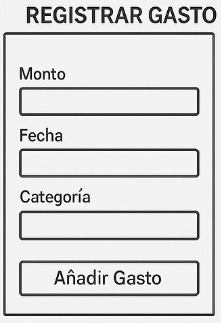 REGISTRAR GASTO
Monto
Fecha
Categoría
Añadir Gasto